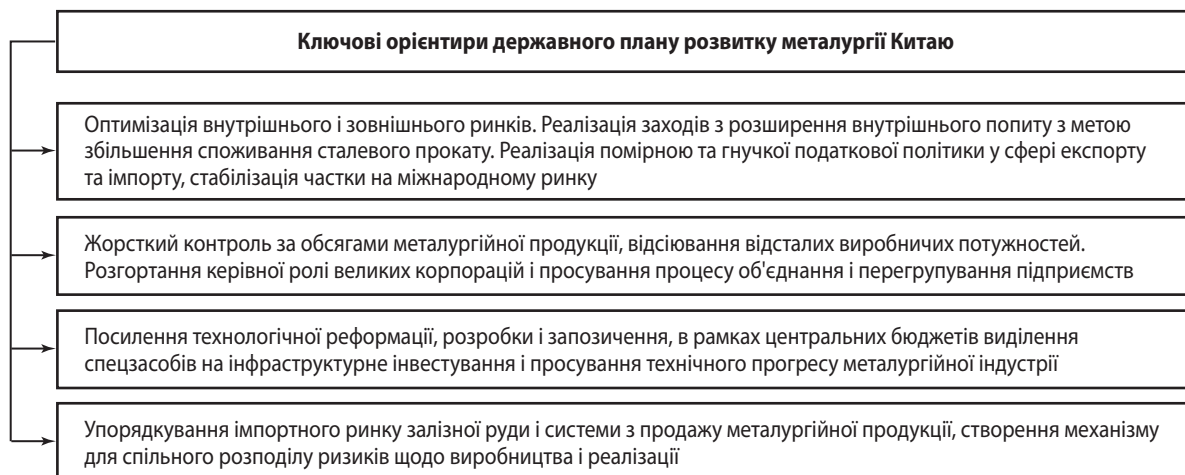 Ключові орієнтири державного плану розвитку металургії Китаю
Оптимізація внутрішнього і зовнішнього ринків. Реалізація заходів з розширення внутрішнього попиту з метою
збільшення споживання сталевого прокату. Реалізація помірною та гнучкої податкової політики у сфері експорту
та імпорту, стабілізація частки на міжнародному ринку
Жорсткий контроль за обсягами металургійної продукції, відсіювання відсталих виробничих потужностей.
Розгортання керівної ролі великих корпорацій і просування процесу об'єднання і перегрупування підприємств
Посилення технологічної реформації, розробки і запозичення, в рамках центральних бюджетів виділення
спецзасобів на інфраструктурне інвестування і просування технічного прогресу металургійної індустрії
Упорядкування імпортного ринку залізної руди і системи з продажу металургійної продукції, створення механізму
для спільного розподілу ризиків щодо виробництва і реалізації